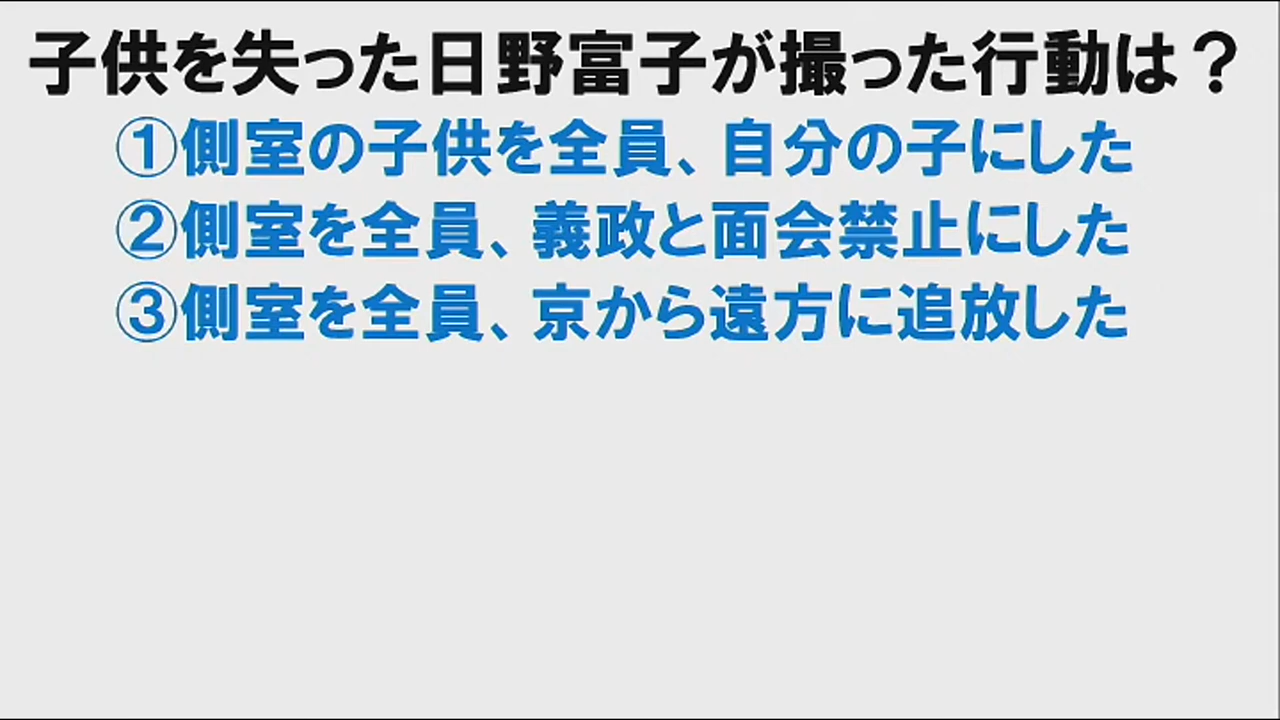 子供を失った日野富子が撮った行動は？
①側室の子供を全員、自分の子にした
②側室を全員、義政と面会禁止にした
③側室を全員、京から遠方に追放した